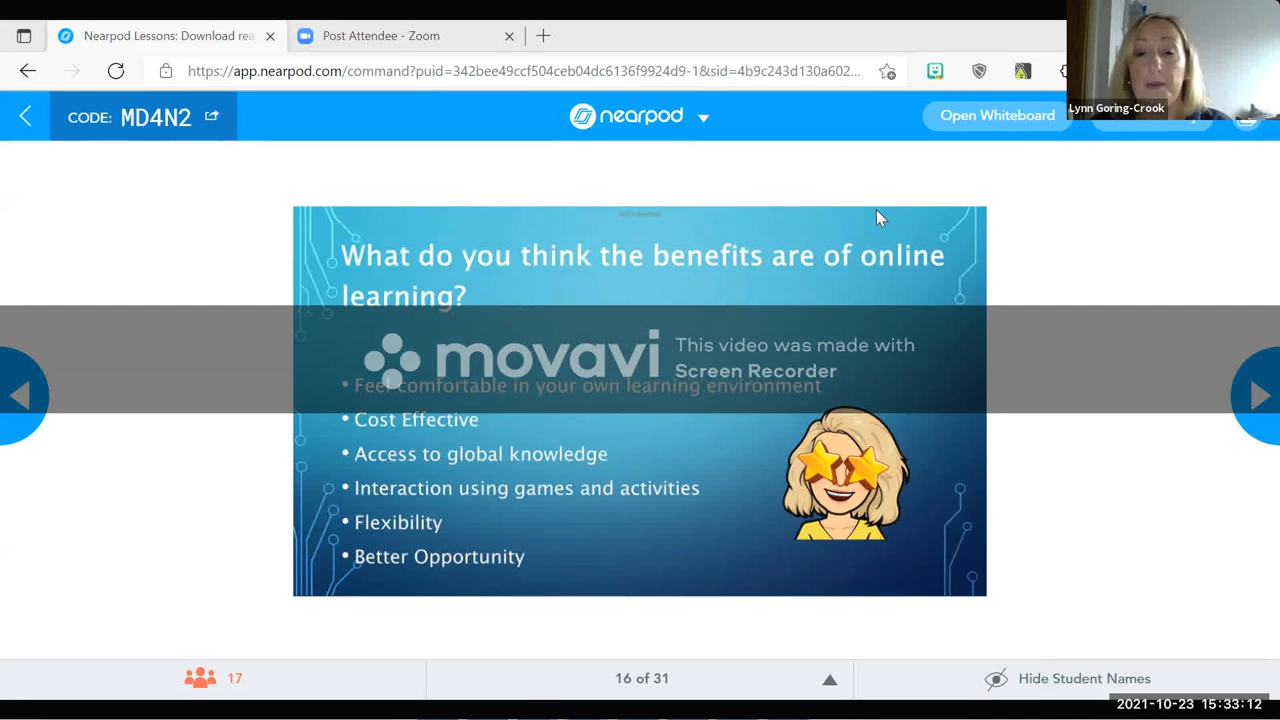 Nearpod Lessons: Download rea
Post Attendee - Zoom
https://app.nearpod.com/command?puid=342bee49ccf504ceb04dc6136f9924d9-1&sid=4b9c243d130a602...
Lynn Goring-Crook
CODE: MD4N2
nearpod
Open Whiteboard
What do you think the benefits are of online
learning?
movavi
This video was made with
Screen Recorder
• Feel comfortable in your own learning environment
• Cost Effective
• Access to global knowledge
• Interaction using games and activities
• Flexibility
• Better Opportunity
17
16 of 31
Hide Student Names
2021-10-23 15:33:12